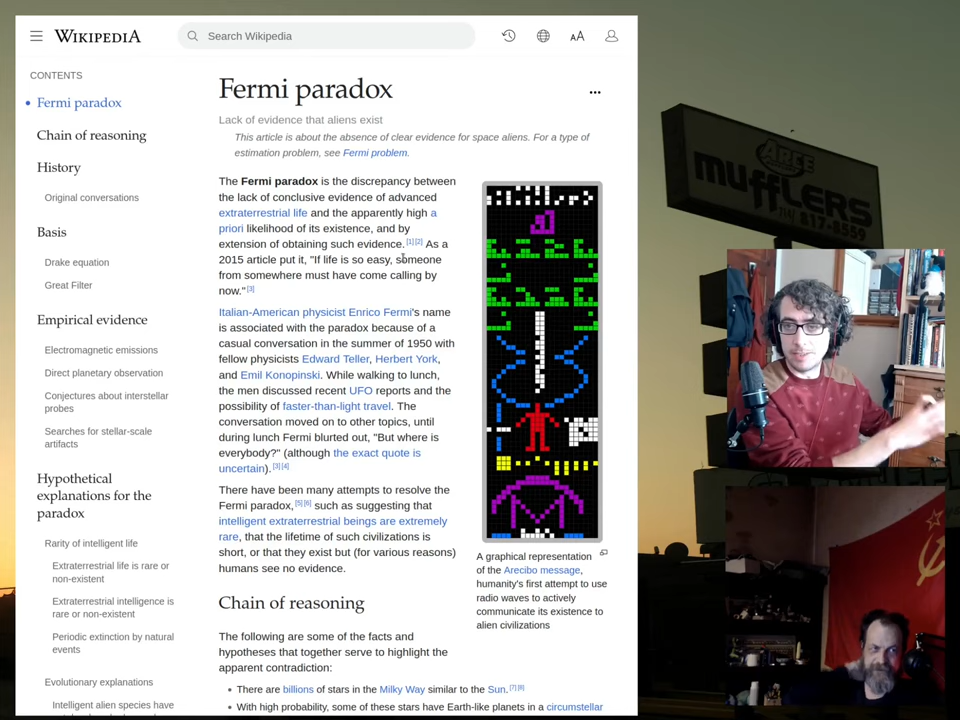 WIKIPEDIA
Search Wikipedia
CONTENTS
Fermi paradox
Chain of reasoning
History
Original conversations
Basis
Drake equation
Great Filter
Empirical evidence
Electromagnetic emissions
Direct planetary observation
Conjectures about interstellar
probes
Searches for stellar-scale
artifacts
Hypothetical
explanations for the
paradox
Rarity of intelligent life
Extraterrestrial life is rare or
non-existent
Extraterrestrial intelligence is
rare or non-existent
Periodic extinction by natural
events
Evolutionary explanations
Intelligent alien species have
Fermi paradox
Lack of evidence that aliens exist
This article is about the absence of clear evidence for space aliens. For a type of
estimation problem, see Fermi problem.
The Fermi paradox is the discrepancy between
the lack of conclusive evidence of advanced
extraterrestrial life and the apparently high a
priori likelihood of its existence, and by
extension of obtaining such evidence.[1][2] As a
2015 article put it, "If life is so easy, someone
from somewhere must have come calling by
now."[3]
Italian-American physicist Enrico Fermi's name
is associated with the paradox because of a
casual conversation in the summer of 1950 with
fellow physicists Edward Teller, Herbert York,
and Emil Konopinski. While walking to lunch,
the men discussed recent UFO reports and the
possibility of faster-than-light travel. The
conversation moved on to other topics, until
during lunch Fermi blurted out, "But where is
everybody?" (although the exact quote is
uncertain).[3][4]
There have been many attempts to resolve the
Fermi paradox,[5][6] such as suggesting that
intelligent extraterrestrial beings are extremely
rare, that the lifetime of such civilizations is
short, or that they exist but (for various reasons)
humans see no evidence.
A graphical representation
of the Arecibo message,
humanity's first attempt to use
radio waves to actively
communicate its existence to
alien civilizations
Chain of reasoning
The following are some of the facts and
hypotheses that together serve to highlight the
apparent contradiction:
• There are billions of stars in the Milky Way similar to the Sun.[7][8]
• With high probability, some of these stars have Earth-like planets in a circumstellar
mufflers
817-8559